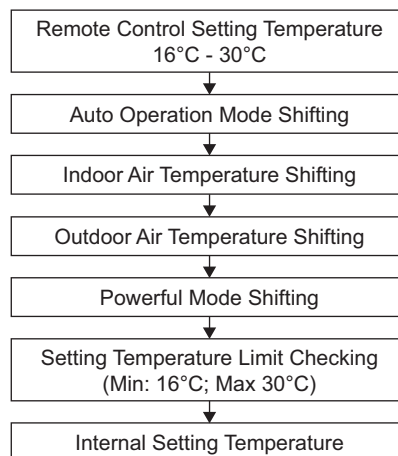 Remote Control Setting Temperature
16°C - 30°C
Auto Operation Mode Shifting
Indoor Air Temperature Shifting
Outdoor Air Temperature Shifting
Powerful Mode Shifting
Setting Temperature Limit Checking
(Min: 16°C; Max 30°C)
Internal Setting Temperature